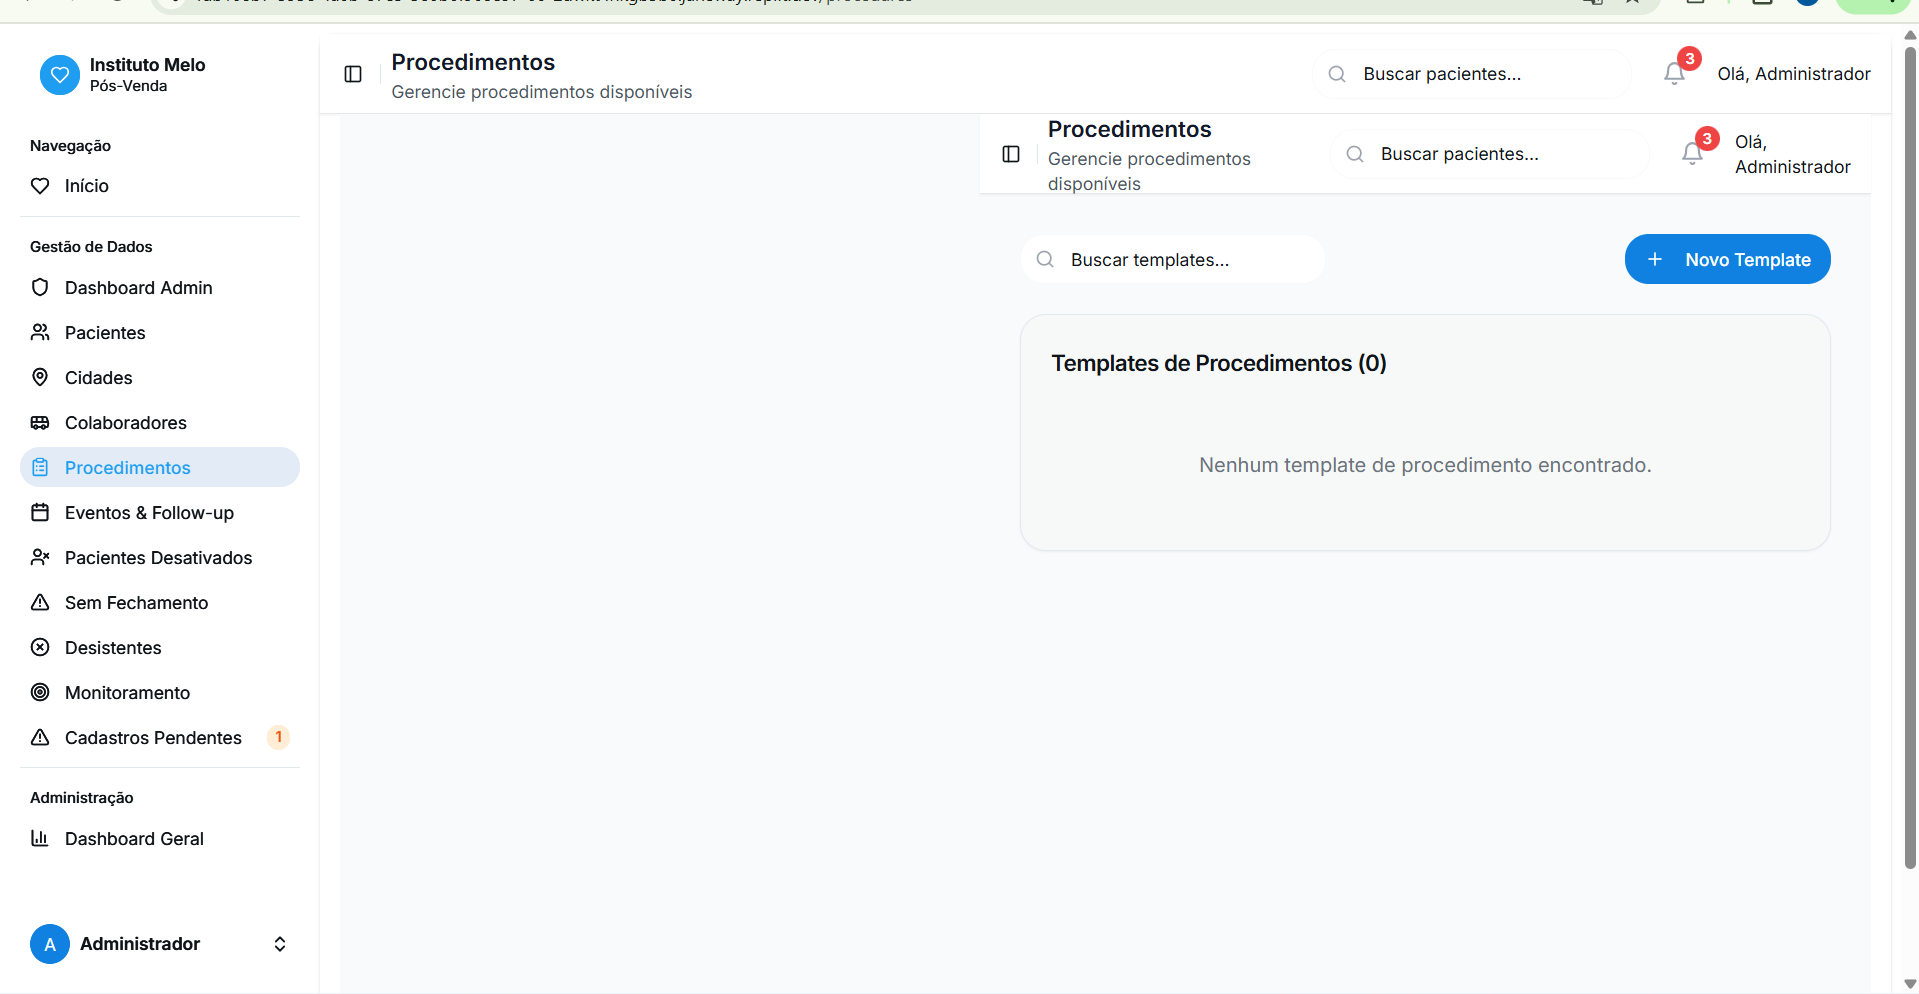 Instituto Melo
Pós-Venda
Navegação
Início
Gestão de Dados
Dashboard Admin
Pacientes
Cidades
Colaboradores
Procedimentos
Eventos & Follow-up
Pacientes Desativados
Sem Fechamento
Desistentes
Monitoramento
Cadastros Pendentes 1
Administração
Dashboard Geral
A Administrador
Procedimentos
Gerencie procedimentos disponíveis
Buscar pacientes...
3
Olá, Administrador
Procedimentos
Gerencie procedimentos
disponíveis
Buscar pacientes...
3
Olá,
Administrador
Buscar templates...
Novo Template
Templates de Procedimentos (0)
Nenhum template de procedimento encontrado.